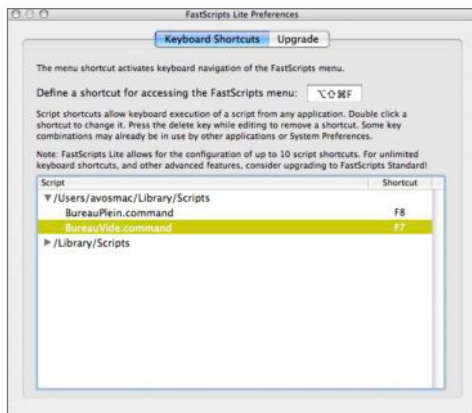 FastScripts Lite Preferences
Keyboard Shortcuts Upgrade
The menu shortcut activates keyboard navigation of the FastScripts menu.
Define a shortcut for accessing the FastScripts menu: ⌥⇧⌘F
Script shortcuts allow keyboard execution of a script from any application. Double click a
shortcut to change it. Press the delete key while editing to remove a shortcut. Some key
combinations may already be in use by other applications or System Preferences.
Note: FastScripts Lite allows for the configuration of up to 10 script shortcuts. For unlimited
keyboard shortcuts, and other advanced features, consider upgrading to FastScripts Standard!
Script Shortcut
▼/Users/avosmac/Library/Scripts
BureauPlein.command F8
BureauVide.command F7
▶/Library/Scripts